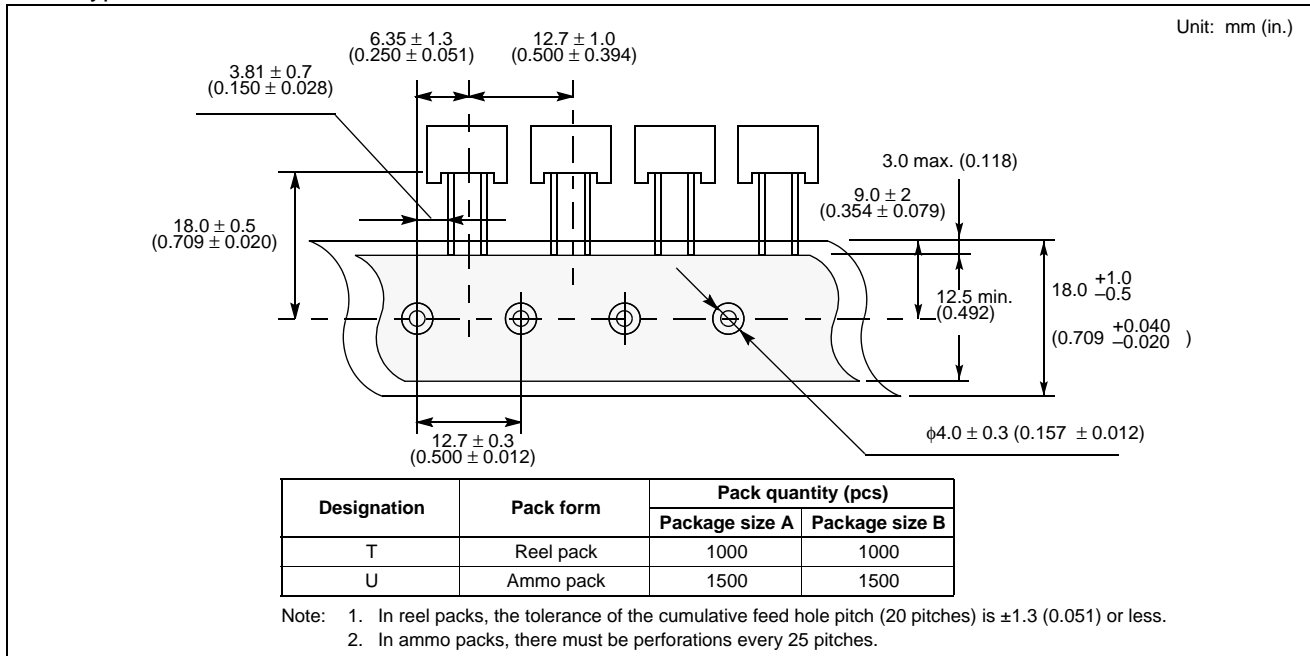 Unit: mm (in.)
6.35 ± 1.3
(0.250 ± 0.051)
12.7 ± 1.0
(0.500 ± 0.394)
3.81 ± 0.7
(0.150 ± 0.028)
3.0 max. (0.118)
9.0 ± 2
(0.354 ± 0.079)
18.0 ± 0.5
(0.709 ± 0.020)
12.5 min.
(0.492)
18.0 +1.0 –0.5
(0.709 +0.040 –0.020 )
12.7 ± 0.3
(0.500 ± 0.012)
ϕ4.0 ± 0.3 (0.157 ± 0.012)
Designation Pack form Pack quantity (pcs)
Package size A Package size B
T Reel pack 1000 1000
U Ammo pack 1500 1500
Note: 1. In reel packs, the tolerance of the cumulative feed hole pitch (20 pitches) is ±1.3 (0.051) or less.
2. In ammo packs, there must be perforations every 25 pitches.